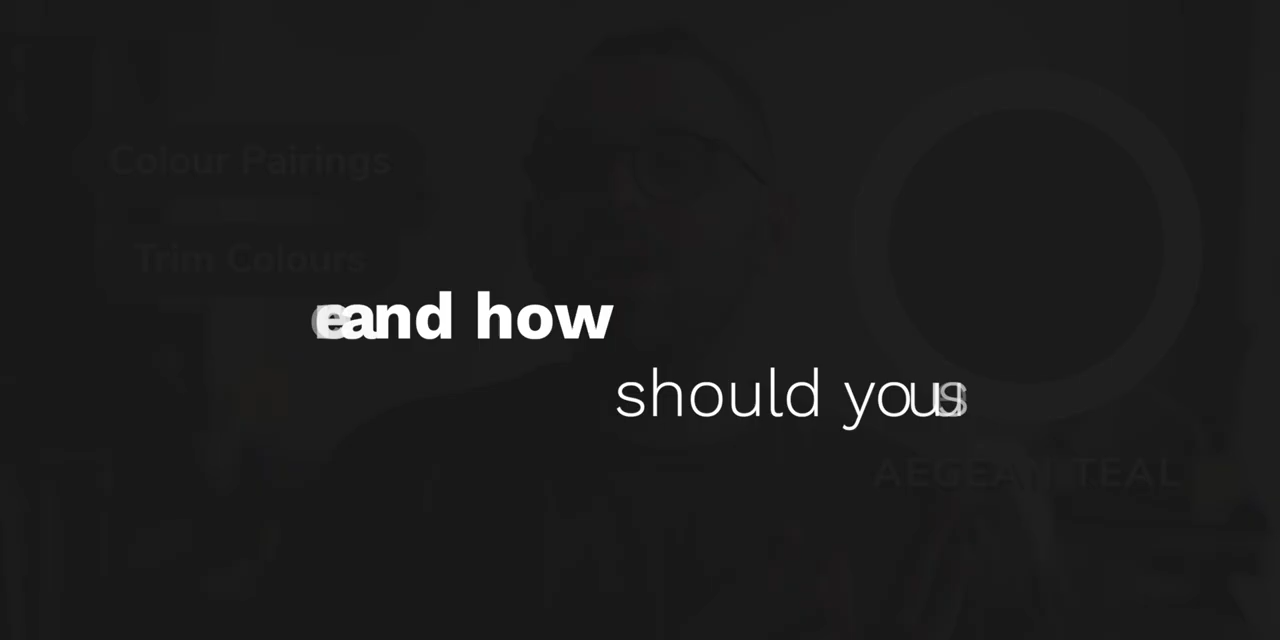 Colour Pairings
Trim Colours
and how
should you
AEGEAN TEAL